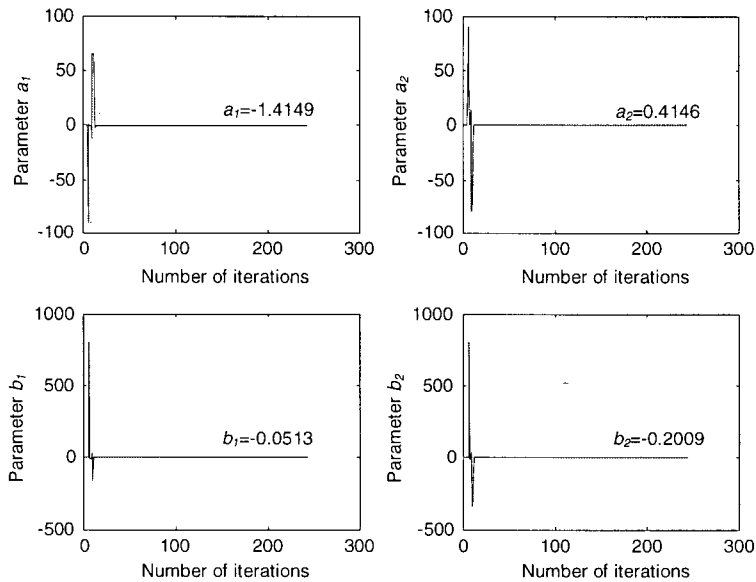 100
50
0
-50
-100
Parameter a1
a1=-1.4149
0 100 200 300
Number of iterations
100
50
0
-50
-100
Parameter a2
a2=0.4146
0 100 200 300
Number of iterations
1000
500
0
-500
Parameter b1
b1=-0.0513
0 100 200 300
Number of iterations
1000
500
0
-500
Parameter b2
b2=-0.2009
0 100 200 300
Number of iterations